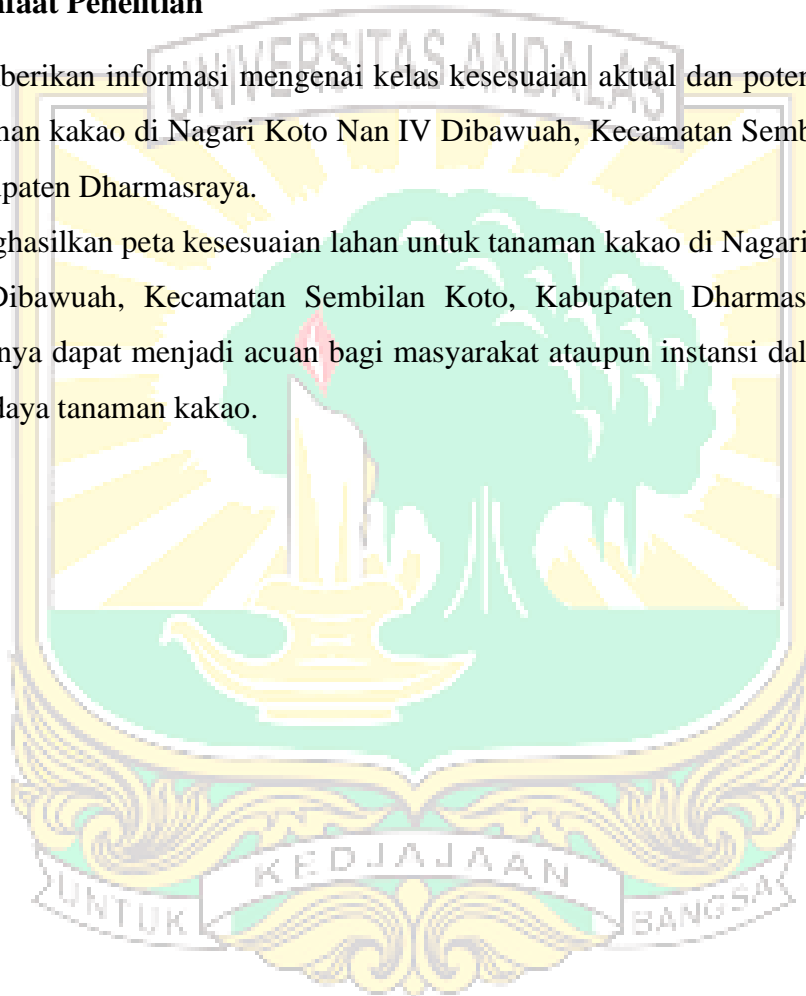 nfaat Penelitian
UNIVERSITAS ANDALAS
berikan informasi mengenai kelas kesesuaian aktual dan poten
nan kakao di Nagari Koto Nan IV Dibawuah, Kecamatan Semb
upaten Dharmasraya.
ghasilkan peta kesesuaian lahan untuk tanaman kakao di Nagari
Dibawuah, Kecamatan Sembilan Koto, Kabupaten Dharmas
nya dapat menjadi acuan bagi masyarakat ataupun instansi dal
daya tanaman kakao.
UNTUK KEDJAJAAN BANGSA